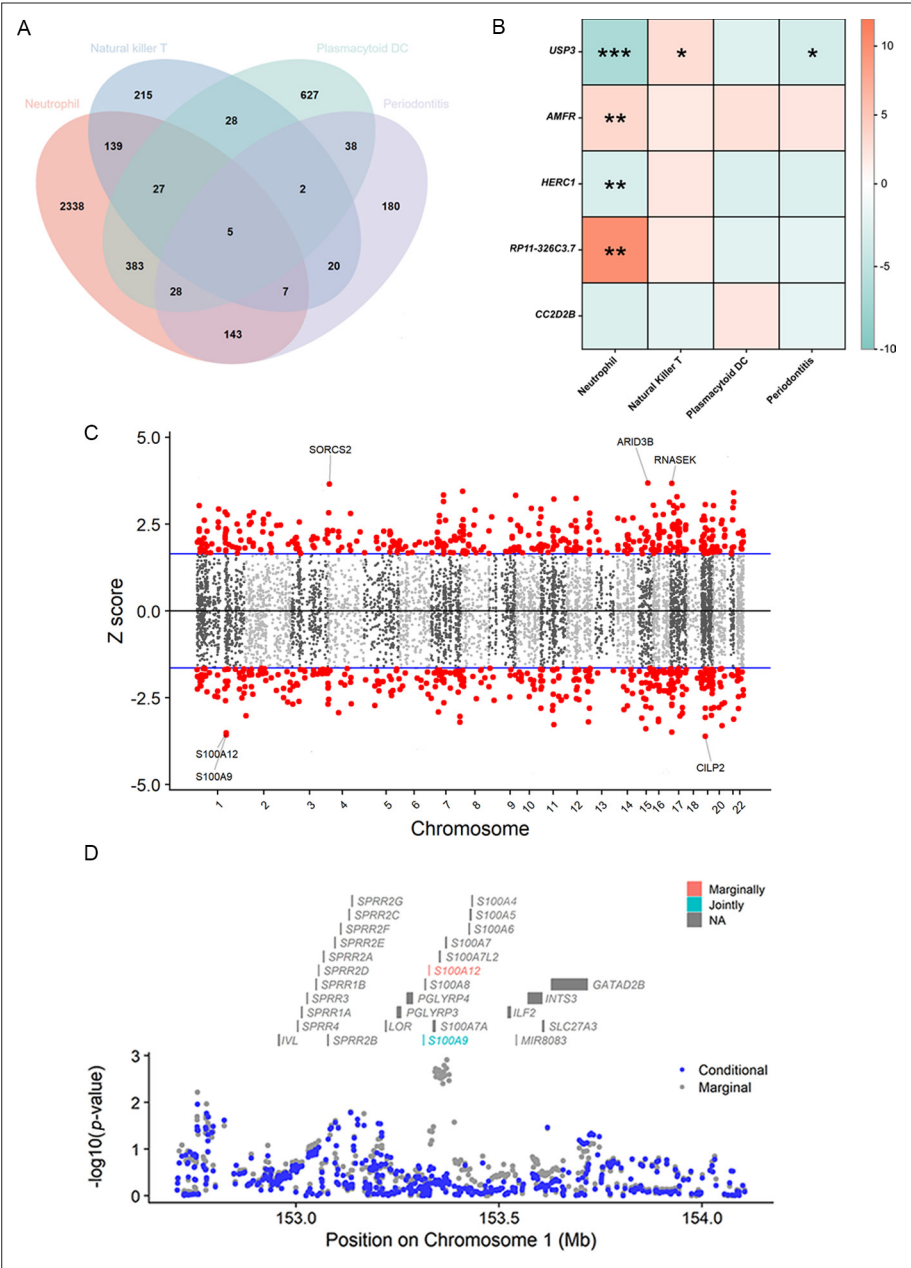 A
Natural killer T
Plasmacytoid DC
Neutrophil
Periodontitis
215
627
28
139
38
27
2
2338
180
5
383
20
28
7
143
B
USP3
AMFR
HERC1
RP11-326C3.7
CC2D2B
*** * *
**
**
**
Neutrophil
Natural Killer T
Plasmacytoid DC
Periodontitis
10
5
0
-5
-10
C
Z score
5.0
2.5
0.0
-2.5
-5.0
SORCS2
ARID3B
RNASEK
S100A12
S100A9
CILP2
1 2 3 4 5 6 7 8 9 10 11 12 13 14 15 16 17 18 19 20 22
Chromosome
D
Marginally
Jointly
NA
SPRR2G S100A4
SPRR2C S100A5
SPRR2F S100A6
SPRR2E S100A7
SPRR2A S100A7L2
SPRR2D S100A12
SPRR1B S100A8 GATAD2B
SPRR3 PGLYRP4 INTS3
SPRR1A PGLYRP3 ILF2
SPRR4 LOR S100A7A SLC27A3
IVL SPRR2B S100A9 MIR8083
-log10(p-value)
3
2
1
0
Conditional
Marginal
153.0 153.5 154.0
Position on Chromosome 1 (Mb)